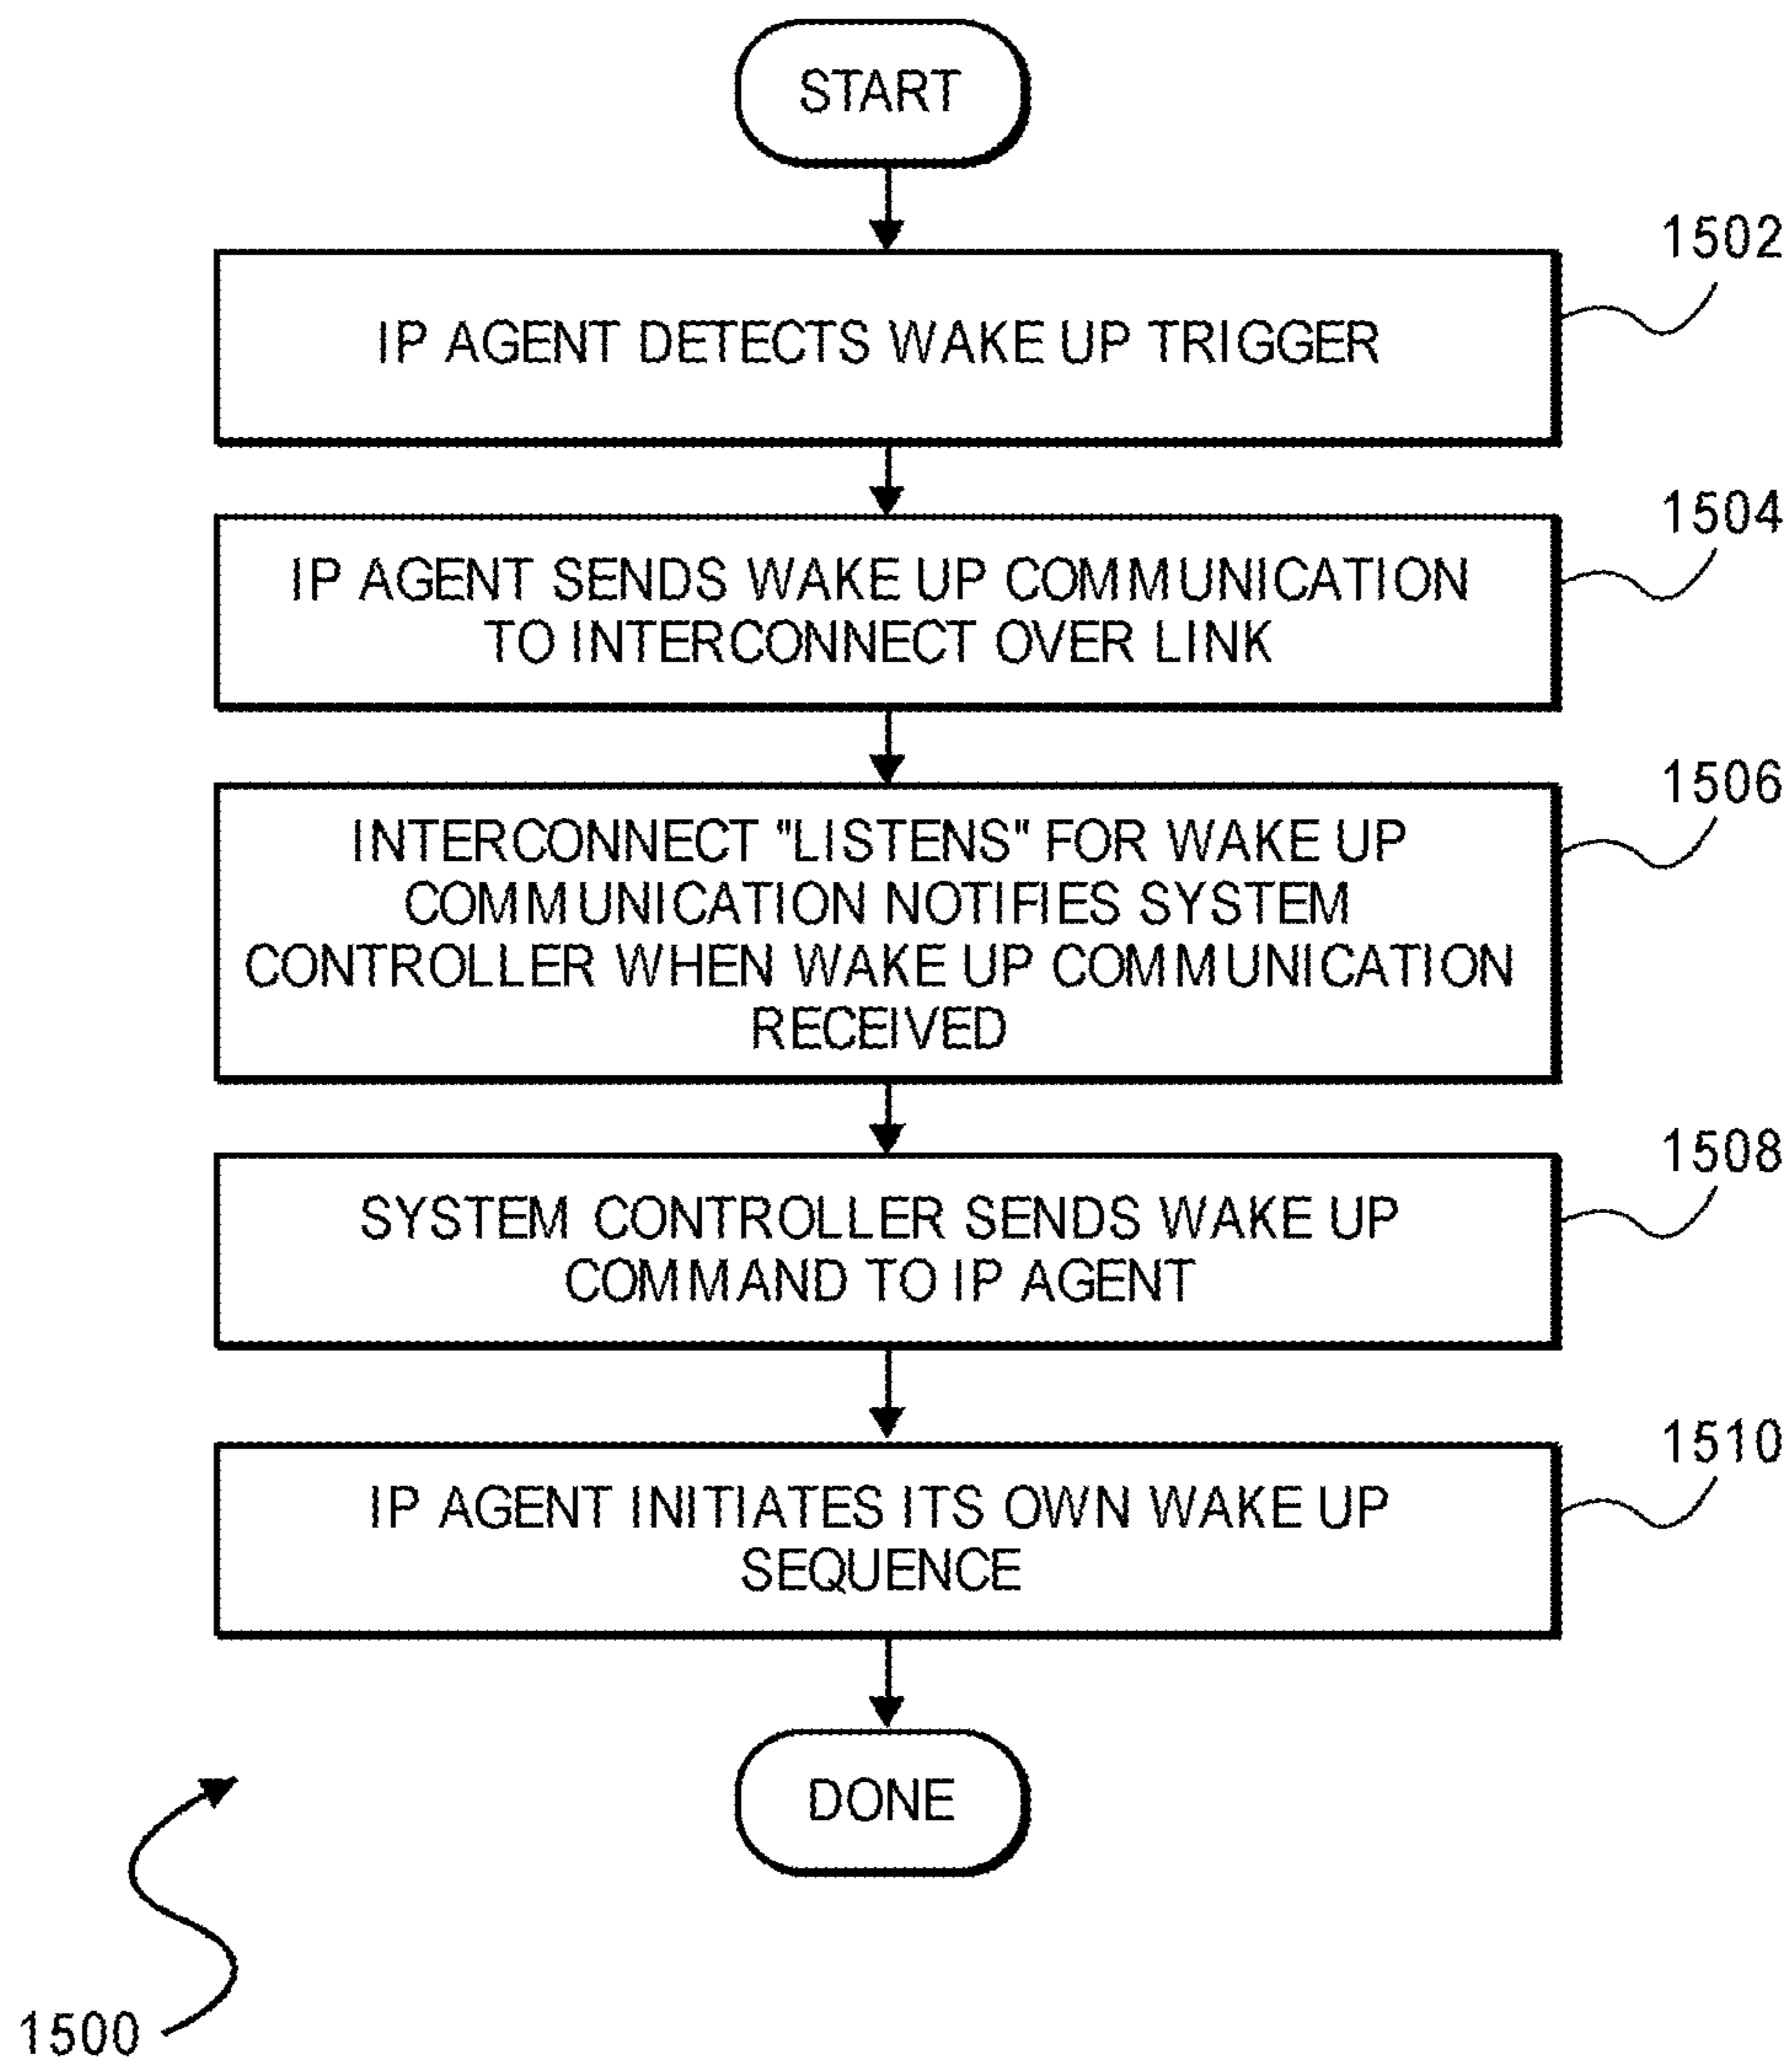 START
1502
IP AGENT DETECTS WAKE UP TRIGGER
1504
IP AGENT SENDS WAKE UP COMMUNICATION
TO INTERCONNECT OVER LINK
1506
INTERCONNECT "LISTENS" FOR WAKE UP
COMMUNICATION NOTIFIES SYSTEM
CONTROLLER WHEN WAKE UP COMMUNICATION
RECEIVED
1508
SYSTEM CONTROLLER SENDS WAKE UP
COMMAND TO IP AGENT
1510
IP AGENT INITIATES ITS OWN WAKE UP
SEQUENCE
DONE
1500